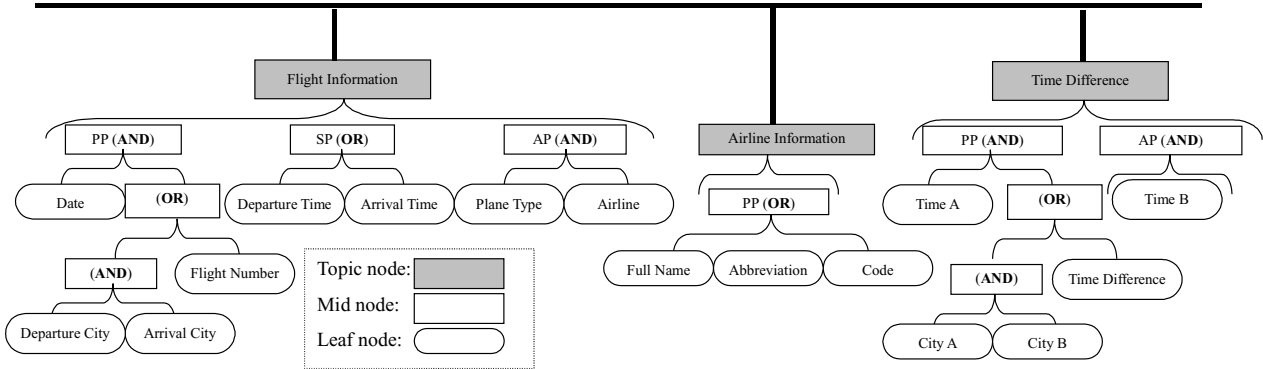 Flight Information
PP (AND)
SP (OR)
AP (AND)
Date
(OR)
Departure Time
Arrival Time
Plane Type
Airline
(AND)
Flight Number
Departure City
Arrival City
Topic node:
Mid node:
Leaf node:
Airline Information
PP (OR)
Full Name
Abbreviation
Code
Time Difference
PP (AND)
AP (AND)
Time A
(OR)
Time B
(AND)
Time Difference
City A
City B